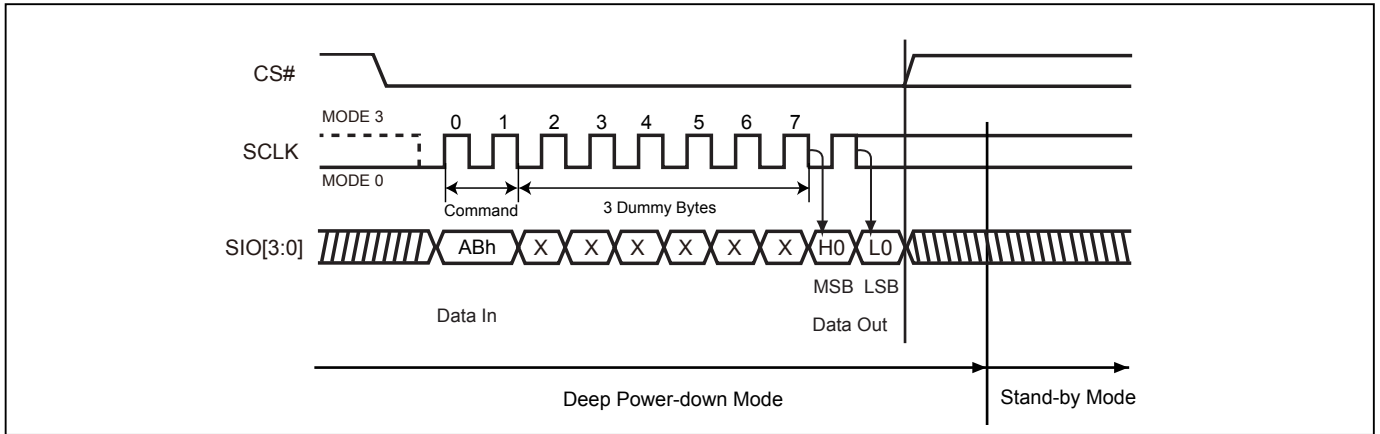 CS#
MODE 3
0 1 2 3 4 5 6 7
SCLK
MODE 0
Command
3 Dummy Bytes
SIO[3:0]
ABh X X X X X X H0 L0
MSB LSB
Data In
Data Out
Deep Power-down Mode
Stand-by Mode